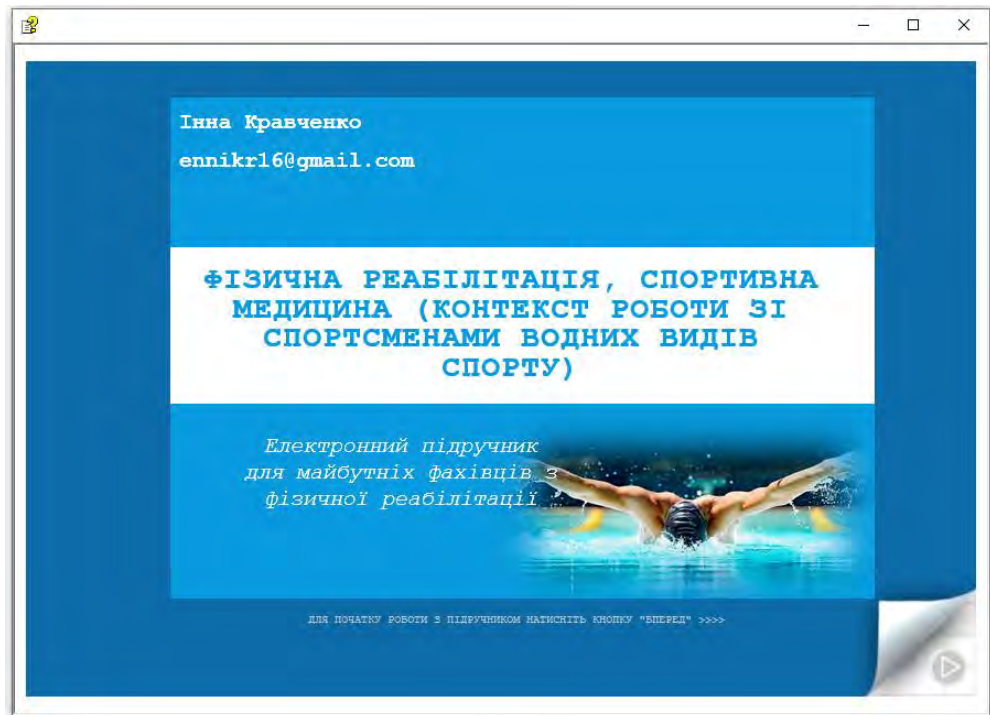 Інна Кравченко
ennikr16@gmail.com
ФІЗИЧНА РЕАБІЛІТАЦІЯ, СПОРТИВНА
МЕДИЦИНА (КОНТЕКСТ РОБОТИ ЗІ
СПОРТСМЕНАМИ ВОДНИХ ВИДІВ
СПОРТУ)
Електронний підручник
для майбутніх фахівців з
фізичної реабілітації
ДЛЯ ПОЧАТКУ РОБОТИ З ПІДРУЧНИКОМ НАТИСНІТЬ КНОПКУ "ВПЕРЕД" >>>>